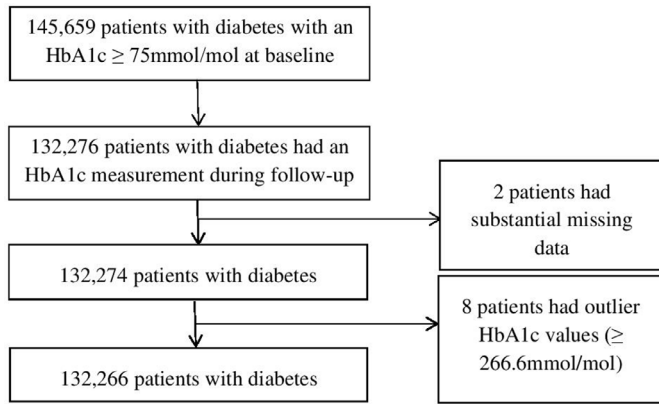 145,659 patients with diabetes with an
HbA1c ≥ 75mmol/mol at baseline
132,276 patients with diabetes had an
HbA1c measurement during follow-up
2 patients had
substantial missing
data
132,274 patients with diabetes
8 patients had outlier
HbA1c values (≥
266.6mmol/mol)
132,266 patients with diabetes